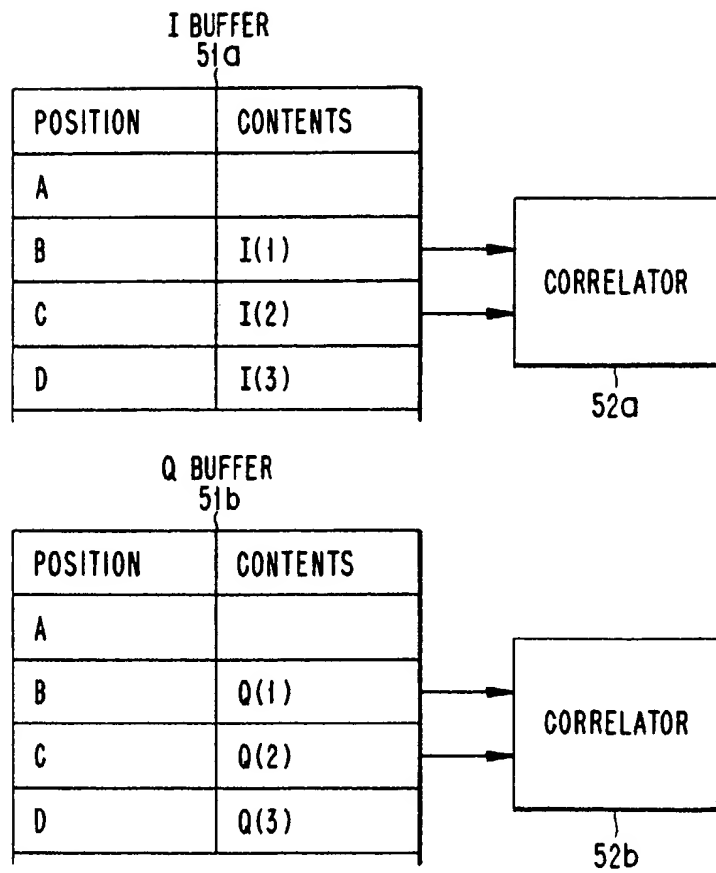 I BUFFER
51a
POSITION CONTENTS
A
B I(1)
C I(2)
D I(3)
CORRELATOR
52a
Q BUFFER
51b
POSITION CONTENTS
A
B Q(1)
C Q(2)
D Q(3)
CORRELATOR
52b